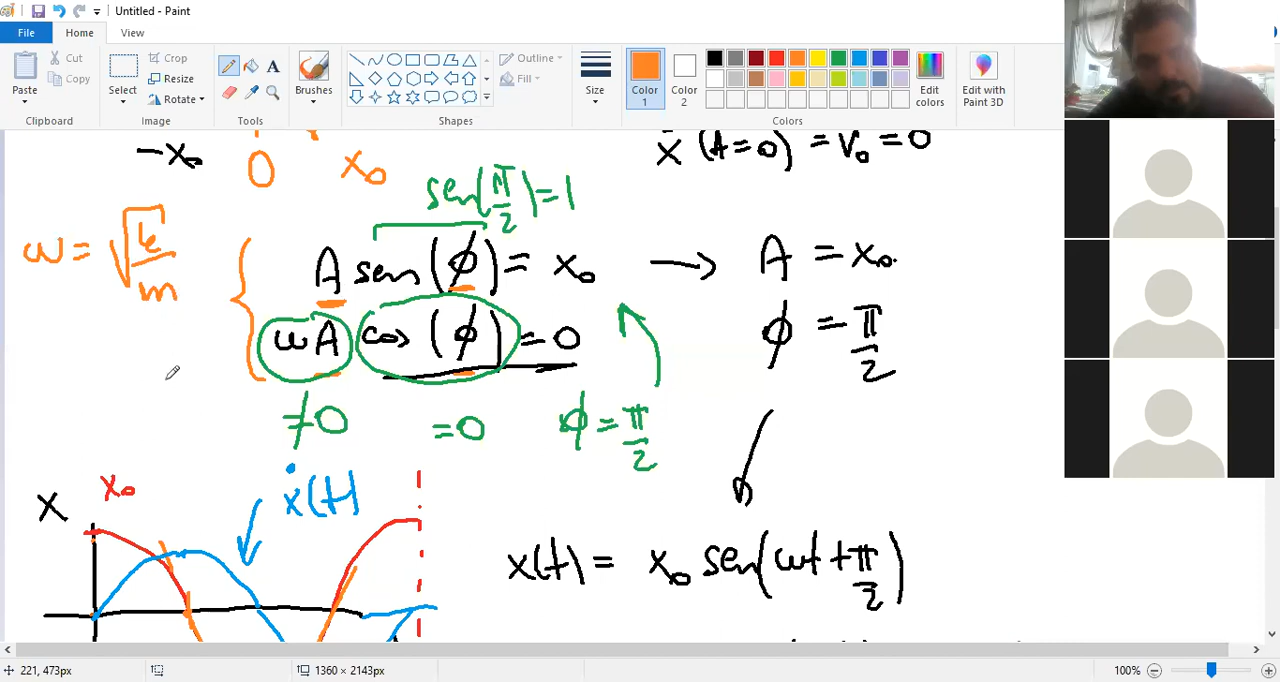 Untitled - Paint
File Home View
Paste
Cut
Copy
Clipboard
Select
Crop
Resize
Rotate
Image
A
Tools
Brushes
Outline
Fill
Shapes
Size
Color 1
Color 2
Edit colors
Colors
Edit with Paint 3D
-x₀ 0 x₀
ẋ (A=0) = V₀ = 0
sen(π/2) = 1
ω = √(k/m)
A sen(ϕ) = x₀ → A = x₀.
ωA cos(ϕ) = 0
ϕ = π/2
≠0 =0 ϕ = π/2
X x₀ ẋ(t)
x(t) = x₀ sen(ωt + π/2)
221, 473px
1360 × 2143px
100%